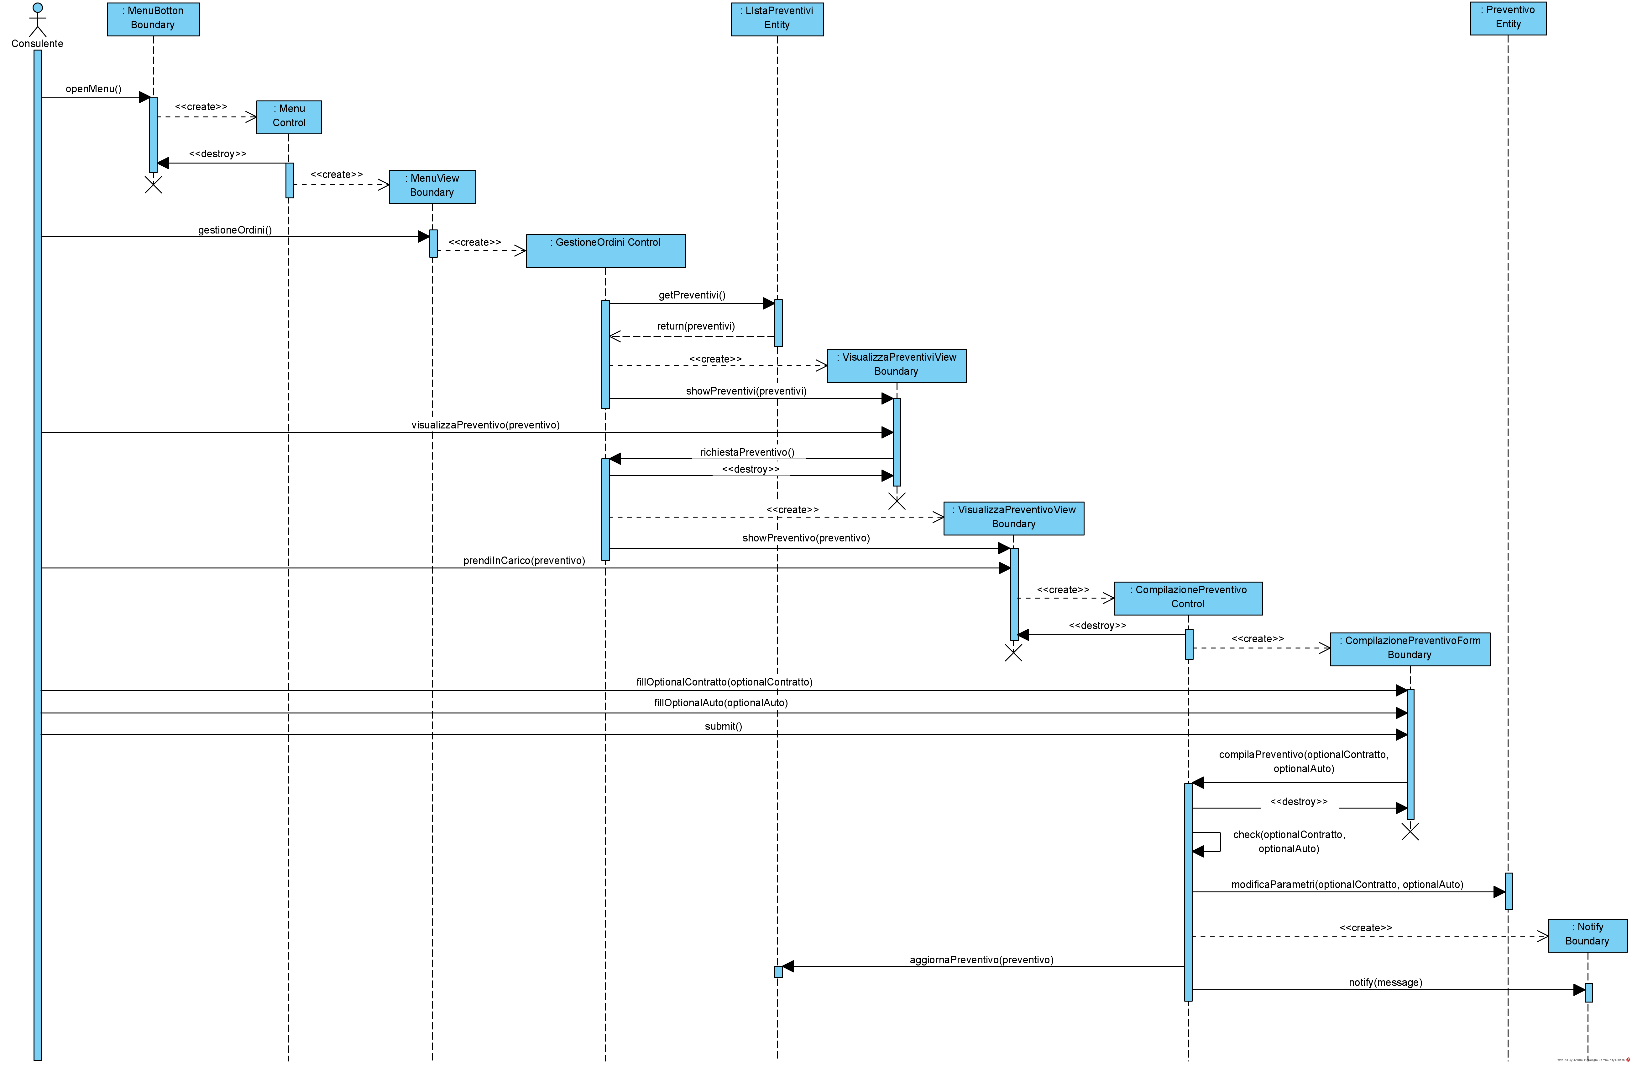 : MenuBotton
Boundary
: LIstaPreventivi
Entity
: Preventivo
Entity
Consulente
openMenu()
<<create>>
: Menu
Control
<<destroy>>
<<create>>
: MenuView
Boundary
gestioneOrdini()
<<create>>
: GestioneOrdini Control
getPreventivi()
return(preventivi)
<<create>>
: VisualizzaPreventiviView
Boundary
showPreventivi(preventivi)
visualizzaPreventivo(preventivo)
richiestaPreventivo()
<<destroy>>
<<create>>
: VisualizzaPreventivoView
Boundary
showPreventivo(preventivo)
prendiInCarico(preventivo)
<<create>>
: CompilazionePreventivo
Control
<<destroy>>
<<create>>
: CompilazionePreventivoForm
Boundary
fillOptionalContratto(optionalContratto)
fillOptionalAuto(optionalAuto)
submit()
compilaPreventivo(optionalContratto,
optionalAuto)
<<destroy>>
check(optionalContratto,
optionalAuto)
modificaParametri(optionalContratto, optionalAuto)
<<create>>
: Notify
Boundary
aggiornaPreventivo(preventivo)
notify(message)